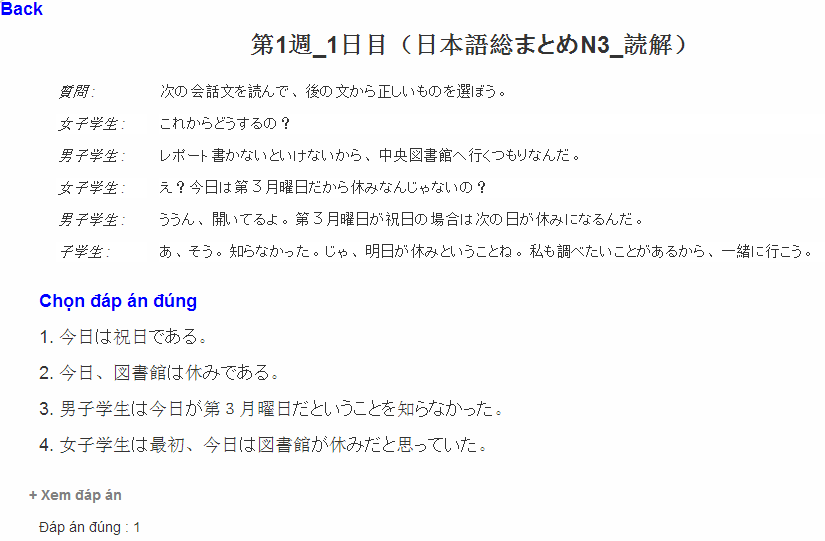 Back
第1週_1日目（日本語総まとめN3_読解）
質問： 次の会話文を読んで、後の文から正しいものを選ぼう。
女子学生： これからどうするの？
男子学生： レポート書かないといけないから、中央図書館へ行くつもりなんだ。
女子学生： え？今日は第３月曜日だから休みなんじゃないの？
男子学生： ううん、開いてるよ。第３月曜日が祝日の場合は次の日が休みになるんだ。
子学生： あ、そう。知らなかった。じゃ、明日が休みということね。私も調べたいことがあるから、一緒に行こう。
Chọn đáp án đúng
1. 今日は祝日である。
2. 今日、図書館は休みである。
3. 男子学生は今日が第３月曜日だということを知らなかった。
4. 女子学生は最初、今日は図書館が休みだと思っていた。
+ Xem đáp án
Đáp án đúng : 1